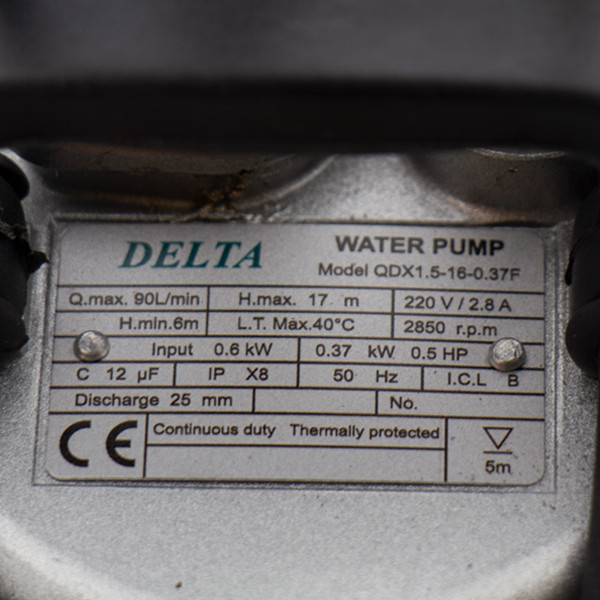 DELTA
WATER PUMP
Model QDX1.5-16-0.37F
Q.max. 90L/min H.max. 17 m 220 V / 2.8 A
H.min.6m L.T. Max.40°C 2850 r.p.m
Input 0.6 kW 0.37 kW 0.5 HP
C 12 µF IP X8 50 Hz I.C.L B
Discharge 25 mm No.
CE Continuous duty Thermally protected
5m